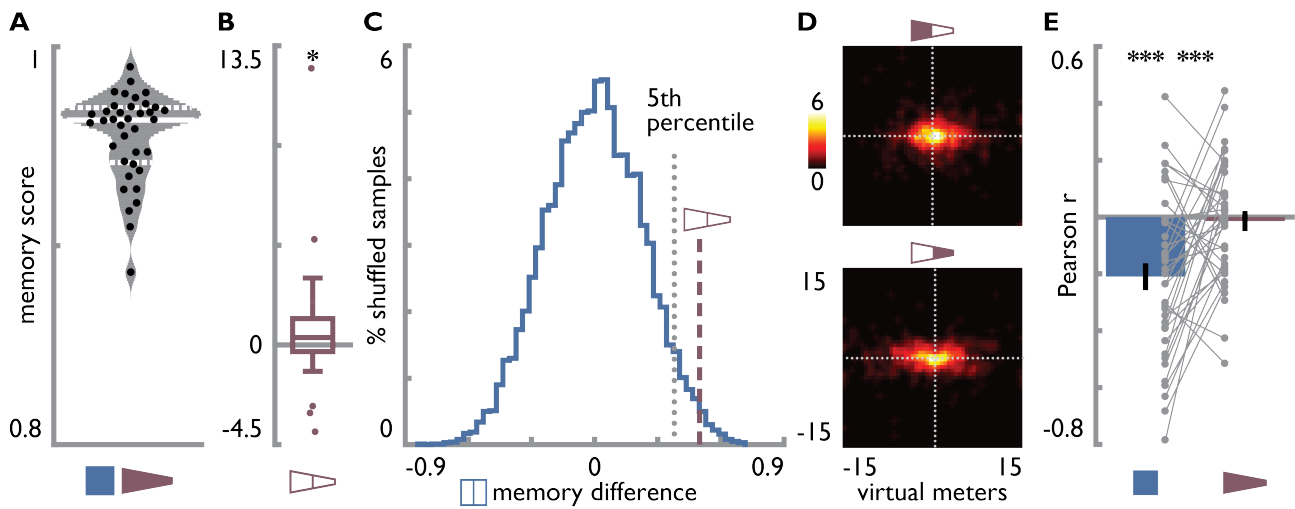 A
B
C
D
E
1
memory score
0.8
13.5
*
0
-4.5
6
% shuffled samples
0
5th
percentile
-0.9
0
0.9
memory difference
6
0
15
-15
-15
15
virtual meters
0.6
*** ***
Pearson r
-0.8